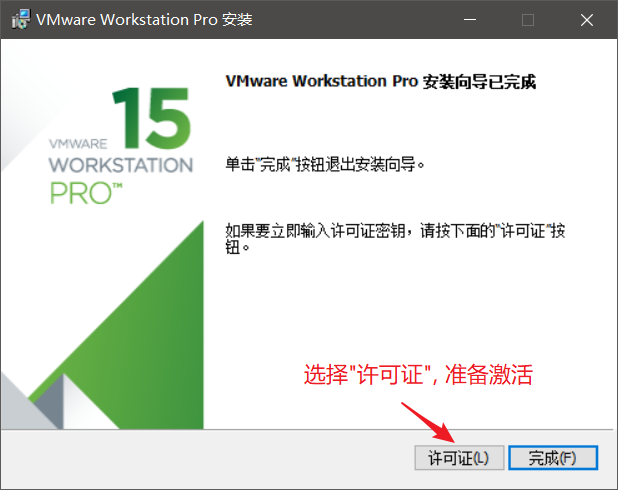 VMware Workstation Pro 安装
VMware Workstation Pro 安装向导已完成
15
VMWARE
WORKSTATION
PRO™
单击"完成"按钮退出安装向导。
如果要立即输入许可证密钥，请按下面的"许可证"按
钮。
选择"许可证", 准备激活
许可证(L)
完成(F)